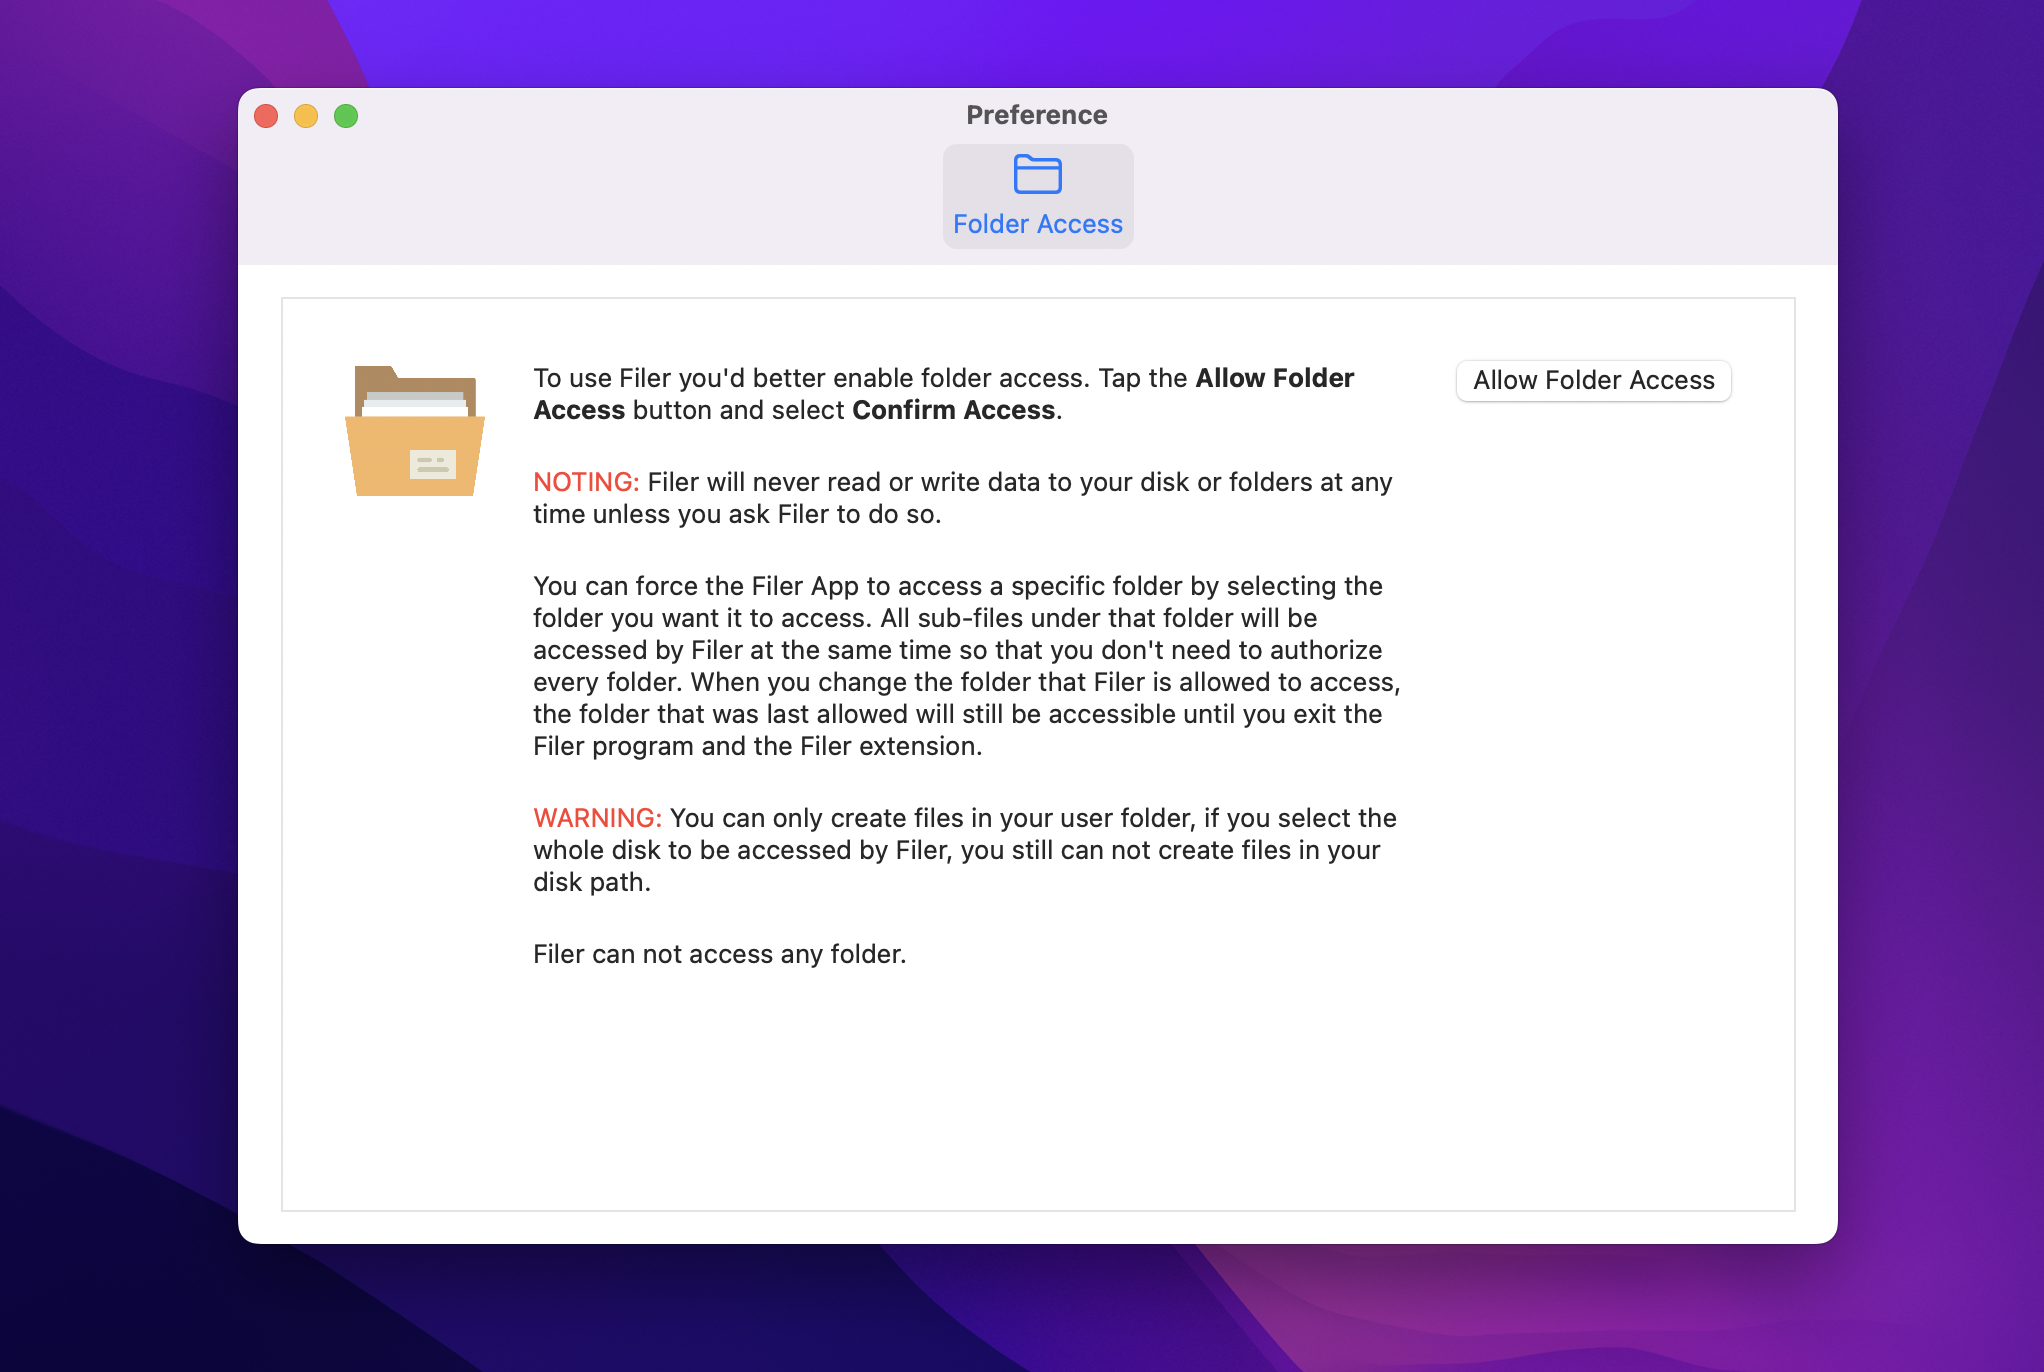 Preference
Folder Access
To use Filer you'd better enable folder access. Tap the Allow Folder
Access button and select Confirm Access.
Allow Folder Access
NOTING: Filer will never read or write data to your disk or folders at any
time unless you ask Filer to do so.
You can force the Filer App to access a specific folder by selecting the
folder you want it to access. All sub-files under that folder will be
accessed by Filer at the same time so that you don't need to authorize
every folder. When you change the folder that Filer is allowed to access,
the folder that was last allowed will still be accessible until you exit the
Filer program and the Filer extension.
WARNING: You can only create files in your user folder, if you select the
whole disk to be accessed by Filer, you still can not create files in your
disk path.
Filer can not access any folder.